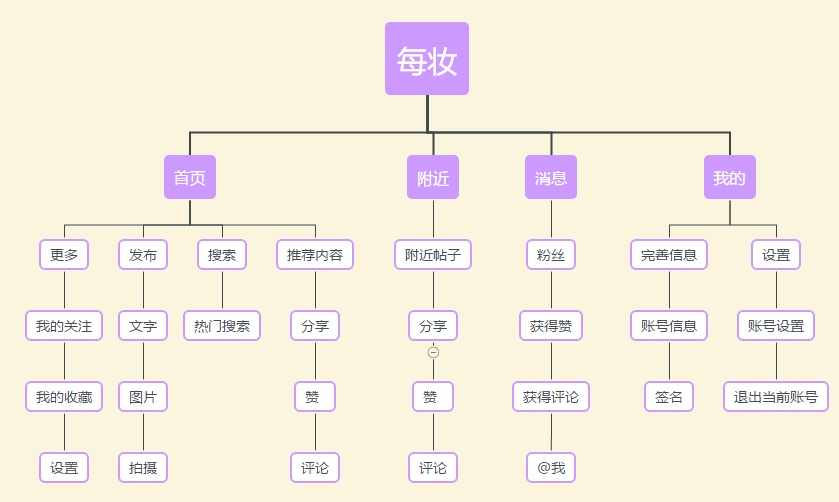 每妆
首页
附近
消息
我的
更多
发布
搜索
推荐内容
附近帖子
粉丝
完善信息
设置
我的关注
文字
热门搜索
分享
分享
获得赞
账号信息
账号设置
我的收藏
图片
赞
赞
获得评论
签名
退出当前账号
设置
拍摄
评论
评论
@我